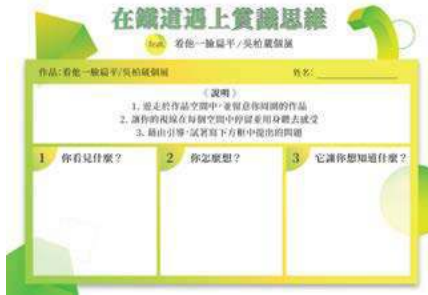 在鐵道遇上賞識思維
feat. 看他一臉扁平/吳柏葳個展
作品:看他一臉扁平/吳柏葳個展 姓名:
《說明》
1. 遊走於作品空間中,並留意你周圍的作品
2. 讓你的視線在每個空間中停留並用身體去感受
3. 藉由引導,試著寫下方框中提出的問題
1 你看見什麼?
2 你怎麼想?
3 它讓你想知道什麼?